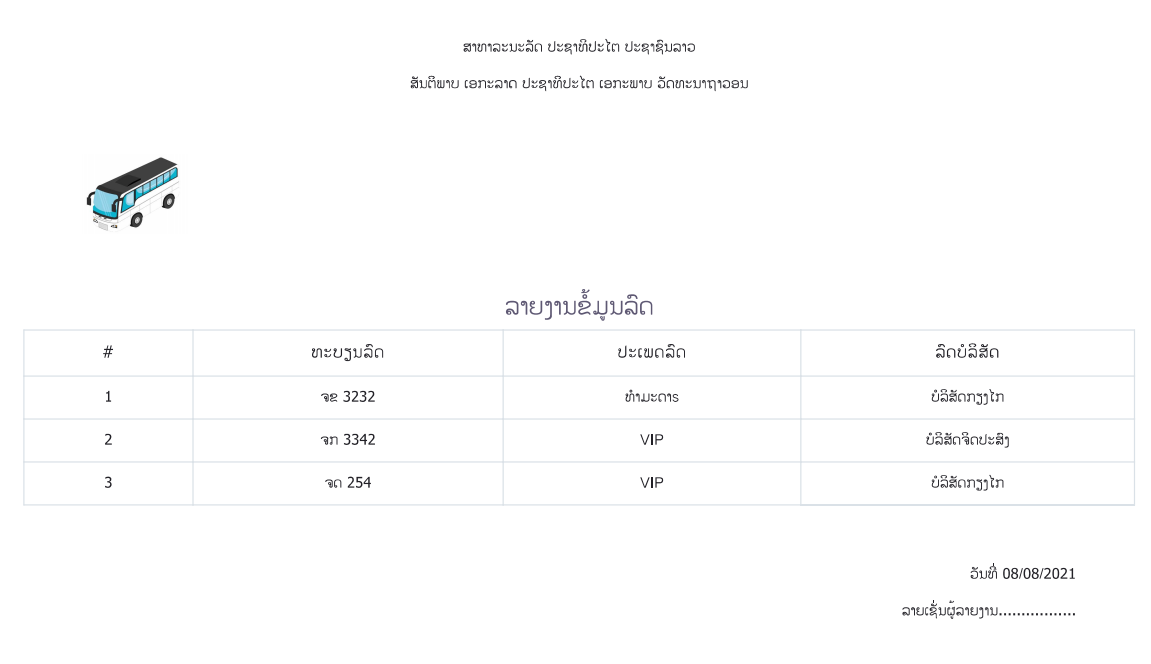 ສາທາລະນະລັດ ປະຊາທິປະໄຕ ປະຊາຊົນລາວ
ສັນຕິພາບ ເອກະລາດ ປະຊາທິປະໄຕ ເອກະພາບ ວັດທະນາຖາວອນ
ລາຍງານຂໍ້ມູນລົດ
# ທະບຽນລົດ ປະເພດລົດ ລົດບໍລິສັດ
1 ຈຂ 3232 ທຳມະດາຣ ບໍລິສັດກຽງໄກ
2 ຈກ 3342 VIP ບໍລິສັດຈິດປະສົງ
3 ຈດ 254 VIP ບໍລິສັດກຽງໄກ
ວັນທີ່ 08/08/2021
ລາຍເຊັ່ນຜູ້ລາຍງານ.................